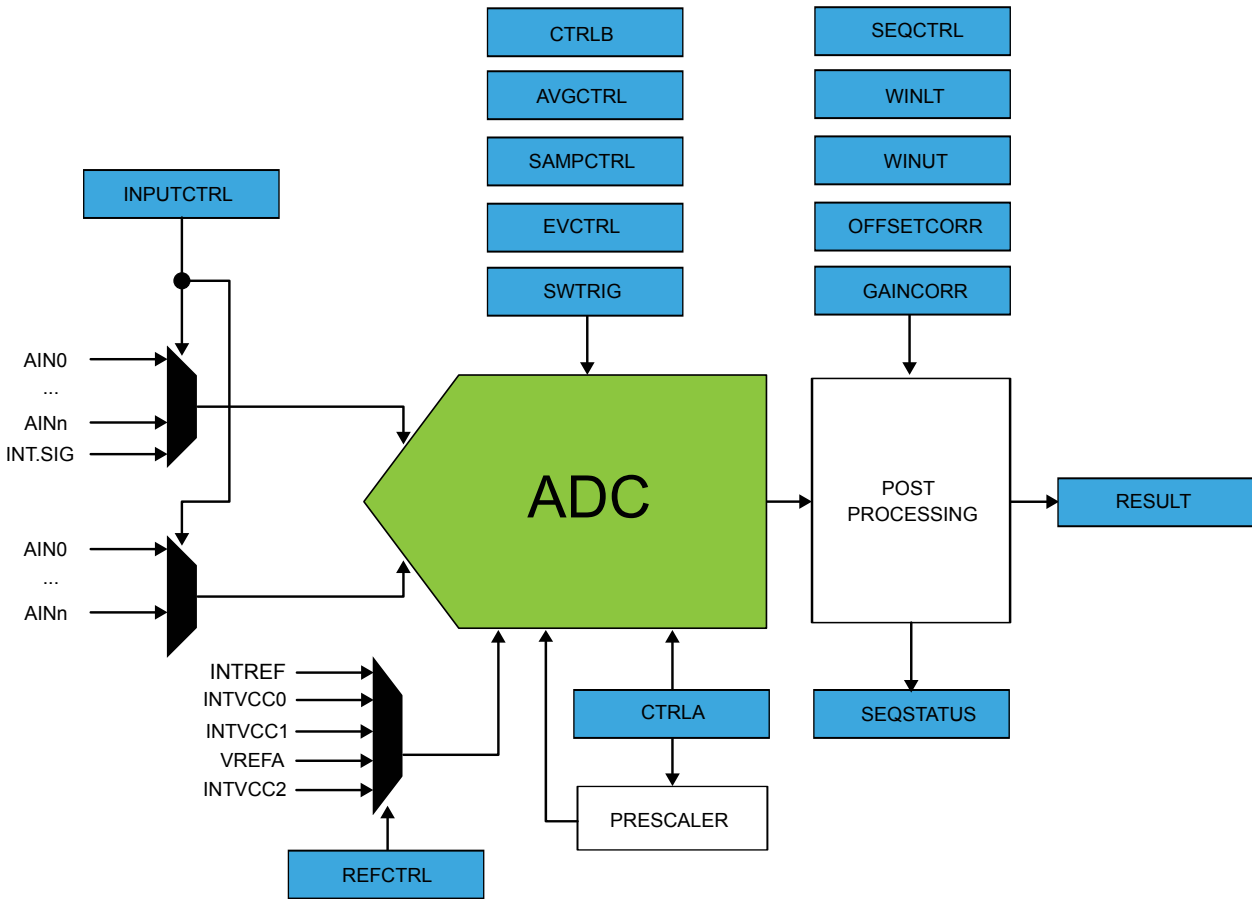 CTRLB
SEQCTRL
AVGCTRL
WINLT
SAMPCTRL
WINUT
INPUTCTRL
EVCTRL
OFFSETCORR
SWTRIG
GAINCORR
AIN0
...
AINn
INT.SIG
ADC
POST
PROCESSING
RESULT
AIN0
...
AINn
INTREF
INTVCC0
INTVCC1
VREFA
INTVCC2
CTRLA
SEQSTATUS
PRESCALER
REFCTRL